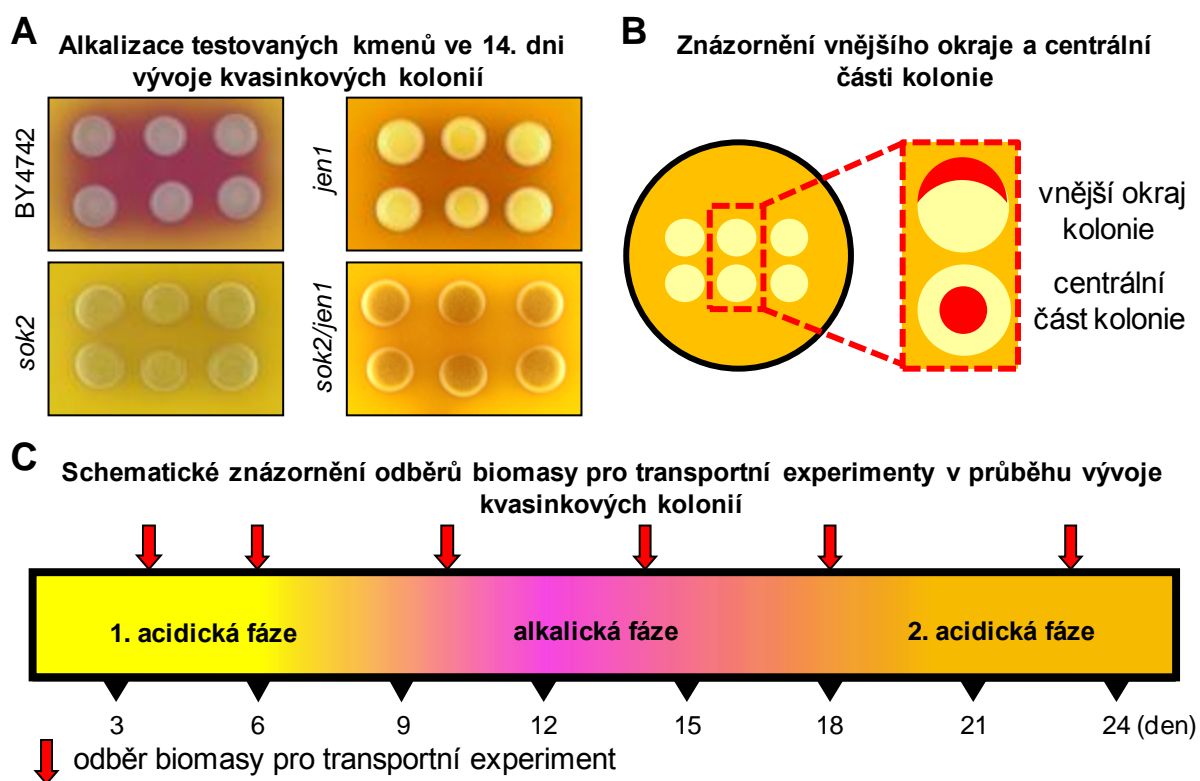 A
Alkalizace testovaných kmenů ve 14. dni
vývoje kvasinkových kolonií
BY4742
jen1
sok2
sok2/jen1
B
Znázornění vnějšího okraje a centrální
části kolonie
vnější okraj
kolonie
centrální
část kolonie
C
Schematické znázornění odběrů biomasy pro transportní experimenty v průběhu vývoje
kvasinkových kolonií
1. acidická fáze
alkalická fáze
2. acidická fáze
3
6
9
12
15
18
21
24 (den)
odběr biomasy pro transportní experiment